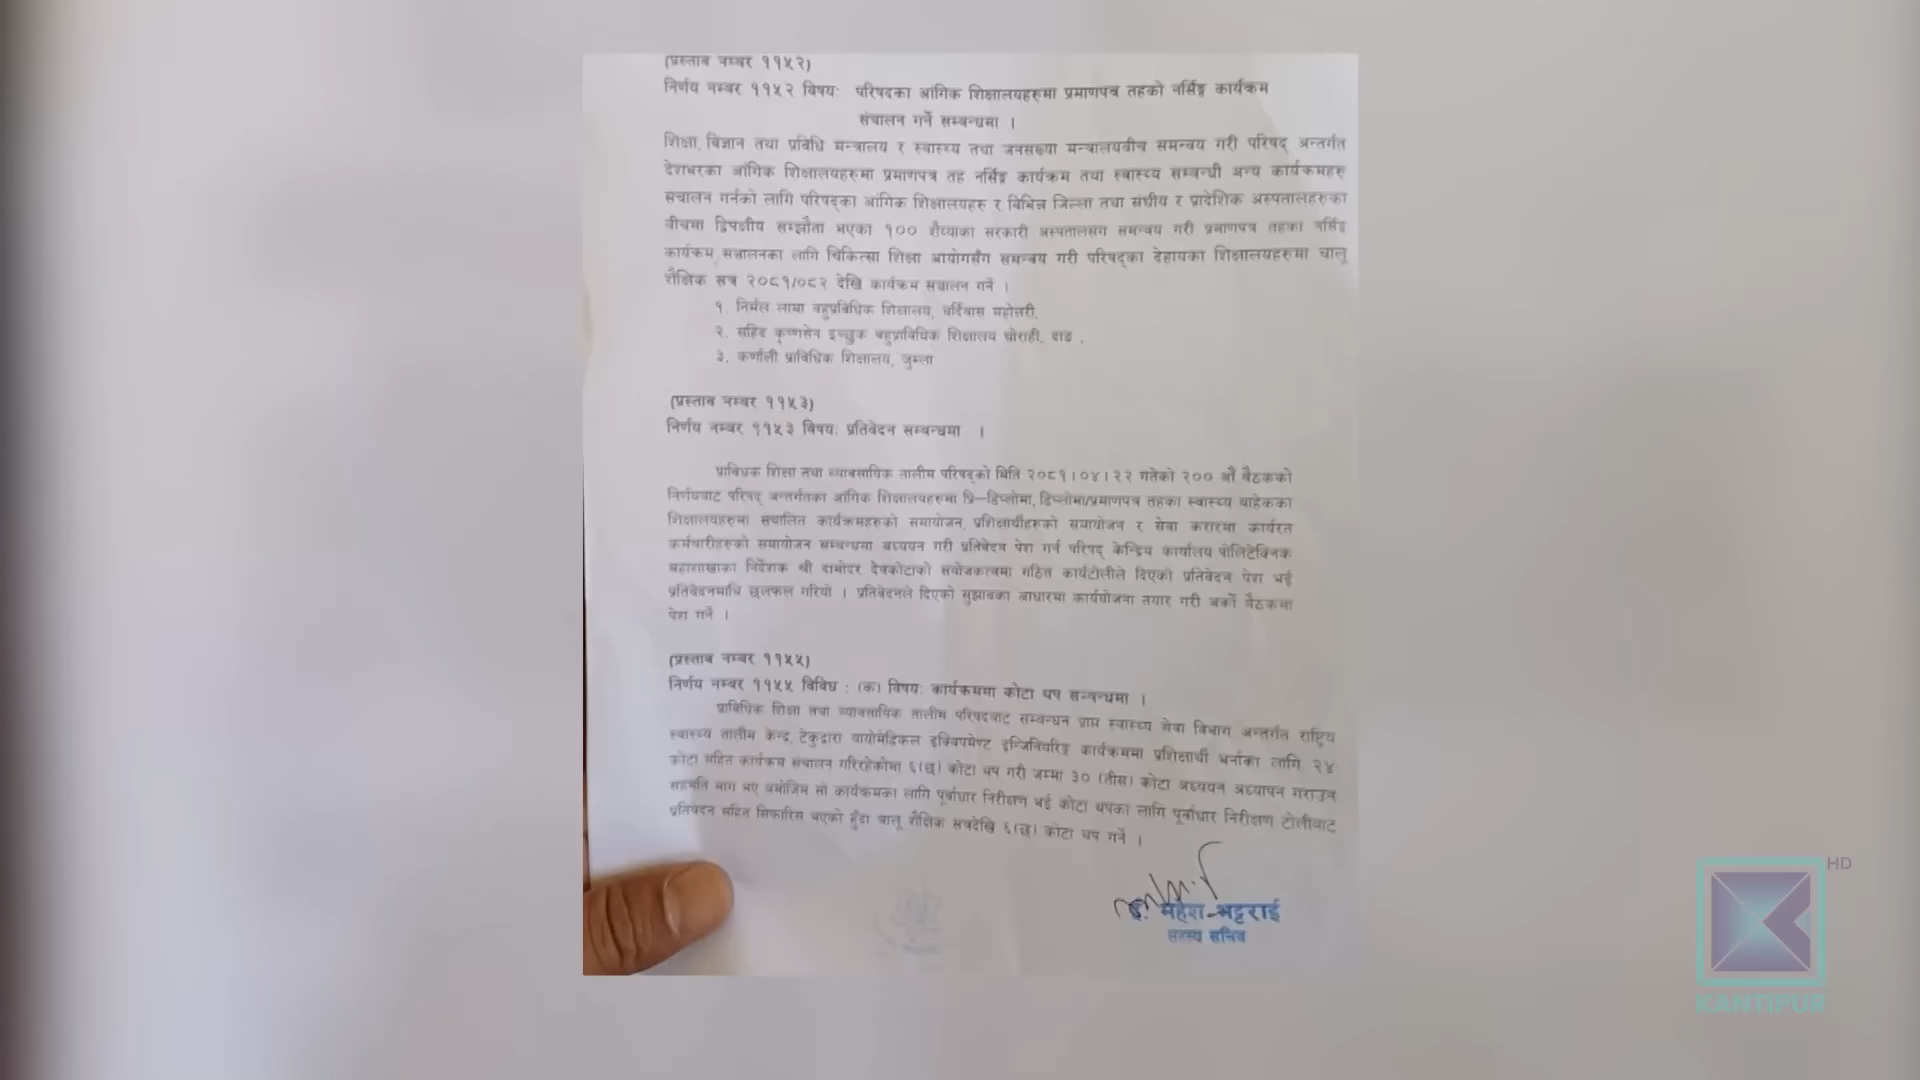 (प्रस्ताव नम्बर ११५२)
निर्णय नम्बर ११५२ विषयः परिषदका आंगिक शिक्षालयहरुमा प्रमाणपत्र तहको नर्सिङ्ग कार्यक्रम
संचालन गर्ने सम्बन्धमा ।
शिक्षा, विज्ञान तथा प्रविधि मन्त्रालय र स्वास्थ्य तथा जनसंख्या मन्त्रालयबीच समन्वय गरी परिषद् अन्तर्गत
देशभरका आंगिक शिक्षालयहरुमा प्रमाणपत्र तह नर्सिङ्ग कार्यक्रम तथा स्वास्थ्य सम्बन्धी अन्य कार्यक्रमहरु
संचालन गर्नको लागि परिषद्का आंगिक शिक्षालयहरु र विभिन्न जिल्ला तथा संघीय र प्रादेशिक अस्पतालहरुका
बीचमा द्विपक्षीय सम्झौता भएका १०० शैय्याका सरकारी अस्पतालसंग समन्वय गरी प्रमाणपत्र तहका नर्सिङ्ग
कार्यक्रम सञ्चालनका लागि चिकित्सा शिक्षा आयोगसँग समन्वय गरी परिषद्का देहायका शिक्षालयहरुमा चालू
शैक्षिक सत्र २०८१/०८२ देखि कार्यक्रम सञ्चालन गर्ने ।
१. निर्मल लामा बहुप्रबिधिक शिक्षालय, बर्दिबास महोत्तरी,
२. सहिद कृष्णसेन इच्छुक बहुप्राविधिक शिक्षालय घोराही, दाङ ,
३. कर्णाली प्राविधिक शिक्षालय, जुम्ला
(प्रस्ताव नम्बर ११५३)
निर्णय नम्बर ११५३ विषयः प्रतिवेदन सम्बन्धमा ।
प्राविधिक शिक्षा तथा व्यावसायिक तालीम परिषद्को मिति २०८१।०४।२२ गतेको २०० औं बैठकको
निर्णयबाट परिषद् अन्तर्गतका आंगिक शिक्षालयहरुमा प्रि-डिप्लोमा, डिप्लोमा/प्रमाणपत्र तहका स्वास्थ्य बाहेकका
शिक्षालयहरुमा संचालित कार्यक्रमहरुको समायोजन, प्रशिक्षार्थीहरुको समायोजन र सेवा करारमा कार्यरत
कर्मचारीहरुको समायोजन सम्बन्धमा अध्ययन गरी प्रतिवेदन पेश गर्न परिषद् केन्द्रिय कार्यालय पोलिटेक्निक
महाशाखाका निर्देशक श्री दामोदर देवकोटाको संयोजकत्वमा गठित कार्यटोलीले दिएको प्रतिवेदन पेश भई
प्रतिवेदनमाथि छलफल गरियो । प्रतिवेदनले दिएको सुझावका आधारमा कार्ययोजना तयार गरी अर्को बैठकमा
पेश गर्ने ।
(प्रस्ताव नम्बर ११५५)
निर्णय नम्बर ११५५ विविध : (क) विषयः कार्यक्रममा कोटा थप सम्बन्धमा ।
प्राविधिक शिक्षा तथा व्यावसायिक तालीम परिषदबाट सम्बन्धन प्राप्त स्वास्थ्य सेवा विभाग अन्तर्गत राष्ट्रिय
स्वास्थ्य तालीम केन्द्र, टेकुद्वारा बायोमेडिकल इक्विपमेण्ट इन्जिनियरिङ्ग कार्यक्रममा प्रशिक्षार्थी भर्नाका लागि २४
कोटा सहित कार्यक्रम संचालन गरिरहेकोमा ६(छ) कोटा थप गरी जम्मा ३० (तीस) कोटा अध्ययन अध्यापन गराउन
सहमति माग भए बमोजिम सो कार्यक्रमका लागि पूर्वाधार निरीक्षण भई कोटा थपका लागि पूर्वाधार निरीक्षण टोलीबाट
प्रतिवेदन सहित सिफारिस भएको हुँदा चालू शैक्षिक सत्रदेखि ६(छ) कोटा थप गर्ने ।
ई. महेश भट्टराई
सदस्य सचिव
HD
KANTIPUR